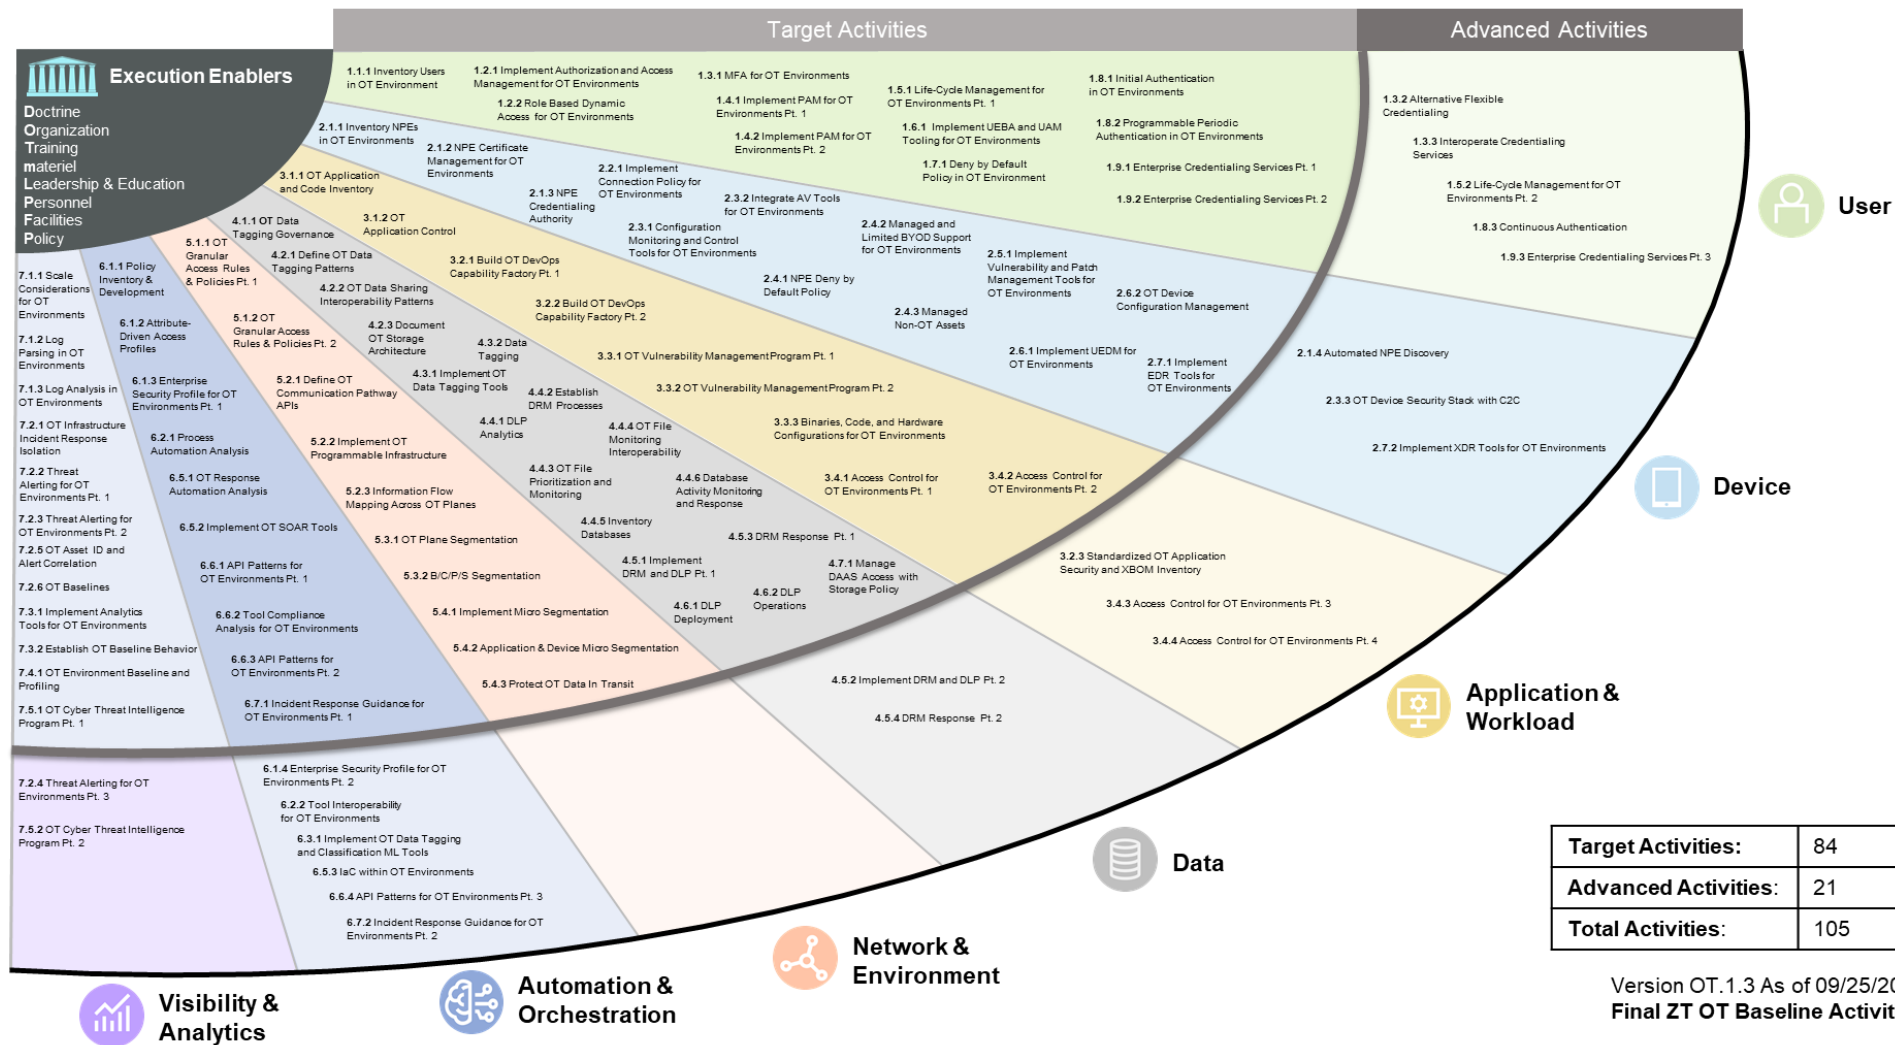 Target Activities
Advanced Activities
Execution Enablers
Doctrine
Organization
Training
materiel
Leadership & Education
Personnel
Facilities
Policy
1.1.1 Inventory Users
in OT Environment
1.2.1 Implement Authorization and Access
Management for OT Environments
1.2.2 Role Based Dynamic
Access for OT Environments
1.3.1 MFA for OT Environments
1.4.1 Implement PAM for OT
Environments Pt. 1
1.4.2 Implement PAM for OT
Environments Pt. 2
1.5.1 Life-Cycle Management for
OT Environments Pt. 1
1.6.1 Implement UEBA and UAM
Tooling for OT Environments
1.7.1 Deny by Default
Policy in OT Environment
1.8.1 Initial Authentication
in OT Environments
1.8.2 Programmable Periodic
Authentication in OT Environments
1.9.1 Enterprise Credentialing Services Pt. 1
1.9.2 Enterprise Credentialing Services Pt. 2
1.3.2 Alternative Flexible
Credentialing
1.3.3 Interoperate Credentialing
Services
1.5.2 Life-Cycle Management for OT
Environments Pt. 2
1.8.3 Continuous Authentication
1.9.3 Enterprise Credentialing Services Pt. 3
User
2.1.1 Inventory NPEs
in OT Environments
2.1.2 NPE Certificate
Management for OT
Environments
2.1.3 NPE
Credentialing
Authority
2.2.1 Implement
Connection Policy for
OT Environments
2.3.1 Configuration
Monitoring and Control
Tools for OT Environments
2.3.2 Integrate AV Tools
for OT Environments
2.4.1 NPE Deny by
Default Policy
2.4.2 Managed and
Limited BYOD Support
for OT Environments
2.4.3 Managed
Non-OT Assets
2.5.1 Implement
Vulnerability and Patch
Management Tools for
OT Environments
2.6.2 OT Device
Configuration Management
2.6.1 Implement UEDM for
OT Environments
2.7.1 Implement
EDR Tools for
OT Environments
2.1.4 Automated NPE Discovery
2.3.3 OT Device Security Stack with C2C
2.7.2 Implement XDR Tools for OT Environments
Device
3.1.1 OT Application
and Code Inventory
3.1.2 OT
Application Control
3.2.1 Build OT DevOps
Capability Factory Pt. 1
3.2.2 Build OT DevOps
Capability Factory Pt. 2
3.3.1 OT Vulnerability Management Program Pt. 1
3.3.2 OT Vulnerability Management Program Pt. 2
3.3.3 Binaries, Code, and Hardware
Configurations for OT Environments
3.4.1 Access Control for
OT Environments Pt. 1
3.4.2 Access Control for
OT Environments Pt. 2
3.2.3 Standardized OT Application
Security and XBOM Inventory
3.4.3 Access Control for OT Environments Pt. 3
3.4.4 Access Control for OT Environments Pt. 4
Application &
Workload
4.1.1 OT Data
Tagging Governance
4.2.1 Define OT Data
Tagging Patterns
4.2.2 OT Data Sharing
Interoperability Patterns
4.2.3 Document
OT Storage
Architecture
4.3.2 Data
Tagging
4.3.1 Implement OT
Data Tagging Tools
4.4.2 Establish
DRM Processes
4.4.1 DLP
Analytics
4.4.4 OT File
Monitoring
Interoperability
4.4.3 OT File
Prioritization and
Monitoring
4.4.6 Database
Activity Monitoring
and Response
4.4.5 Inventory
Databases
4.5.3 DRM Response Pt. 1
4.5.1 Implement
DRM and DLP Pt. 1
4.7.1 Manage
DAAS Access with
Storage Policy
4.6.2 DLP
Operations
4.6.1 DLP
Deployment
4.5.2 Implement DRM and DLP Pt. 2
4.5.4 DRM Response Pt. 2
Data
5.1.1 OT
Granular
Access Rules
& Policies Pt. 1
5.1.2 OT
Granular Access
Rules & Policies Pt. 2
5.2.1 Define OT
Communication Pathway
APIs
5.2.2 Implement OT
Programmable Infrastructure
5.2.3 Information Flow
Mapping Across OT Planes
5.3.1 OT Plane Segmentation
5.3.2 B/C/P/S Segmentation
5.4.1 Implement Micro Segmentation
5.4.2 Application & Device Micro Segmentation
5.4.3 Protect OT Data In Transit
Network &
Environment
6.1.1 Policy
Inventory &
Development
6.1.2 Attribute-
Driven Access
Profiles
6.1.3 Enterprise
Security Profile for OT
Environments Pt. 1
6.2.1 Process
Automation Analysis
6.5.1 OT Response
Automation Analysis
6.5.2 Implement OT SOAR Tools
6.6.1 API Patterns for
OT Environments Pt. 1
6.6.2 Tool Compliance
Analysis for OT Environments
6.6.3 API Patterns for
OT Environments Pt. 2
6.7.1 Incident Response Guidance for
OT Environments Pt. 1
6.1.4 Enterprise Security Profile for OT
Environments Pt. 2
6.2.2 Tool Interoperability
for OT Environments
6.3.1 Implement OT Data Tagging
and Classification ML Tools
6.5.3 IaC within OT Environments
6.6.4 API Patterns for OT Environments Pt. 3
6.7.2 Incident Response Guidance for OT
Environments Pt. 2
Automation &
Orchestration
7.1.1 Scale
Considerations
for OT
Environments
7.1.2 Log
Parsing in OT
Environments
7.1.3 Log Analysis in
OT Environments
7.2.1 OT Infrastructure
Incident Response
Isolation
7.2.2 Threat
Alerting for OT
Environments Pt. 1
7.2.3 Threat Alerting for
OT Environments Pt. 2
7.2.5 OT Asset ID and
Alert Correlation
7.2.6 OT Baselines
7.3.1 Implement Analytics
Tools for OT Environments
7.3.2 Establish OT Baseline Behavior
7.4.1 OT Environment Baseline and
Profiling
7.5.1 OT Cyber Threat Intelligence
Program Pt. 1
7.2.4 Threat Alerting for OT
Environments Pt. 3
7.5.2 OT Cyber Threat Intelligence
Program Pt. 2
Visibility &
Analytics
Target Activities: 84
Advanced Activities: 21
Total Activities: 105
Version OT.1.3 As of 09/25/20
Final ZT OT Baseline Activit